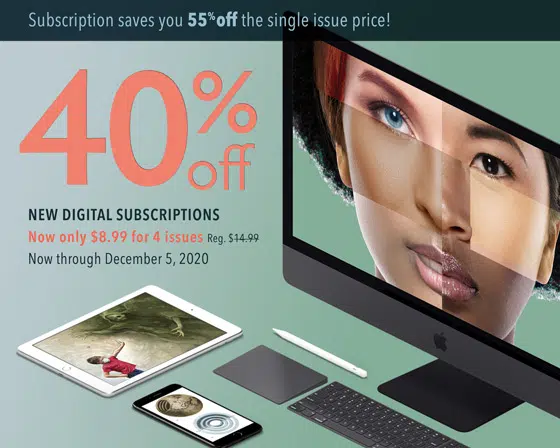 Subscription saves you 55%off the single issue price!
40%
off
NEW DIGITAL SUBSCRIPTIONS
Now only $8.99 for 4 issues Reg. $14.99
Now through December 5, 2020